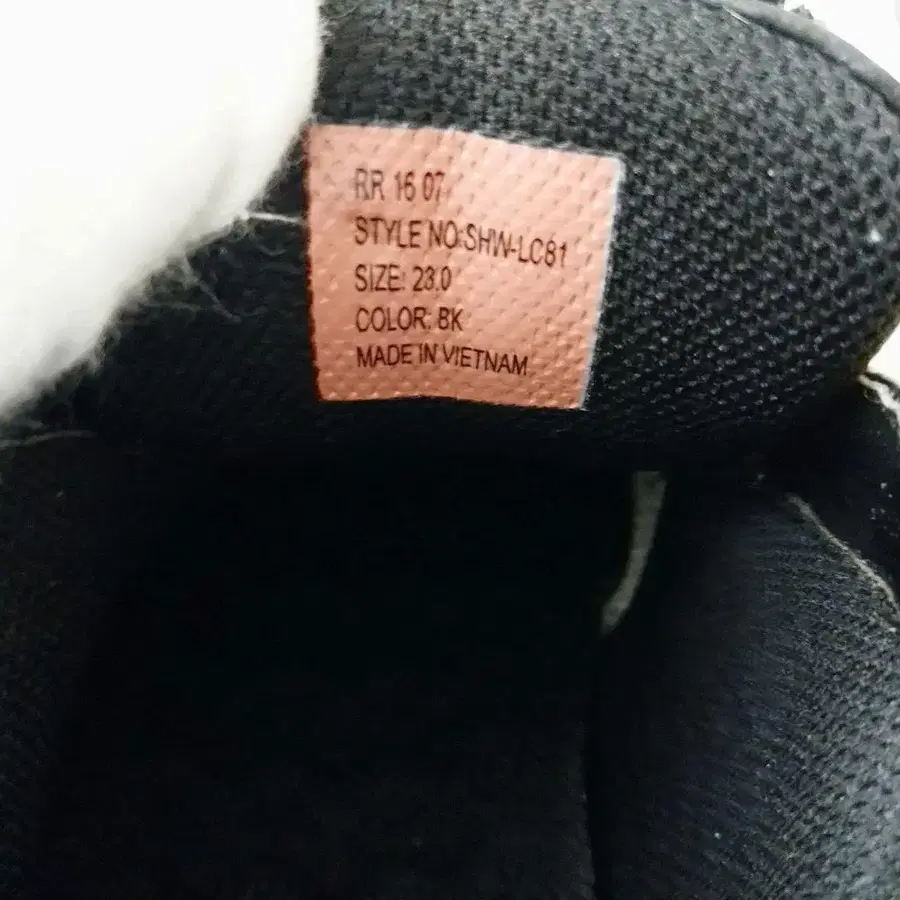 RR 16 07
STYLE NO:SHW-LC81
SIZE: 23.0
COLOR: BK
MADE IN VIETNAM